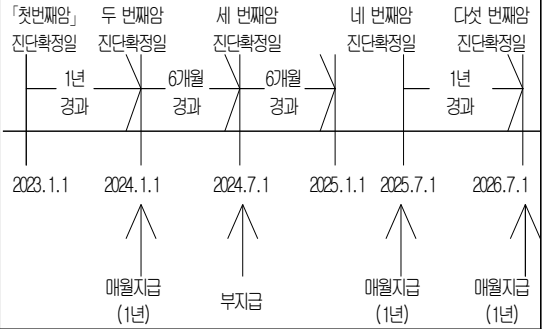 「첫번째암」 두 번째암 세 번째암 네 번째암 다섯 번째암
진단확정일 진단확정일 진단확정일 진단확정일 진단확정일
1년 6개월 6개월 1년
경과 경과 경과 경과
2023.1.1 2024.1.1 2024.7.1 2025.1.1 2025.7.1 2026.7.1
매월지급 부지급 매월지급 매월지급
(1년) (1년) (1년)